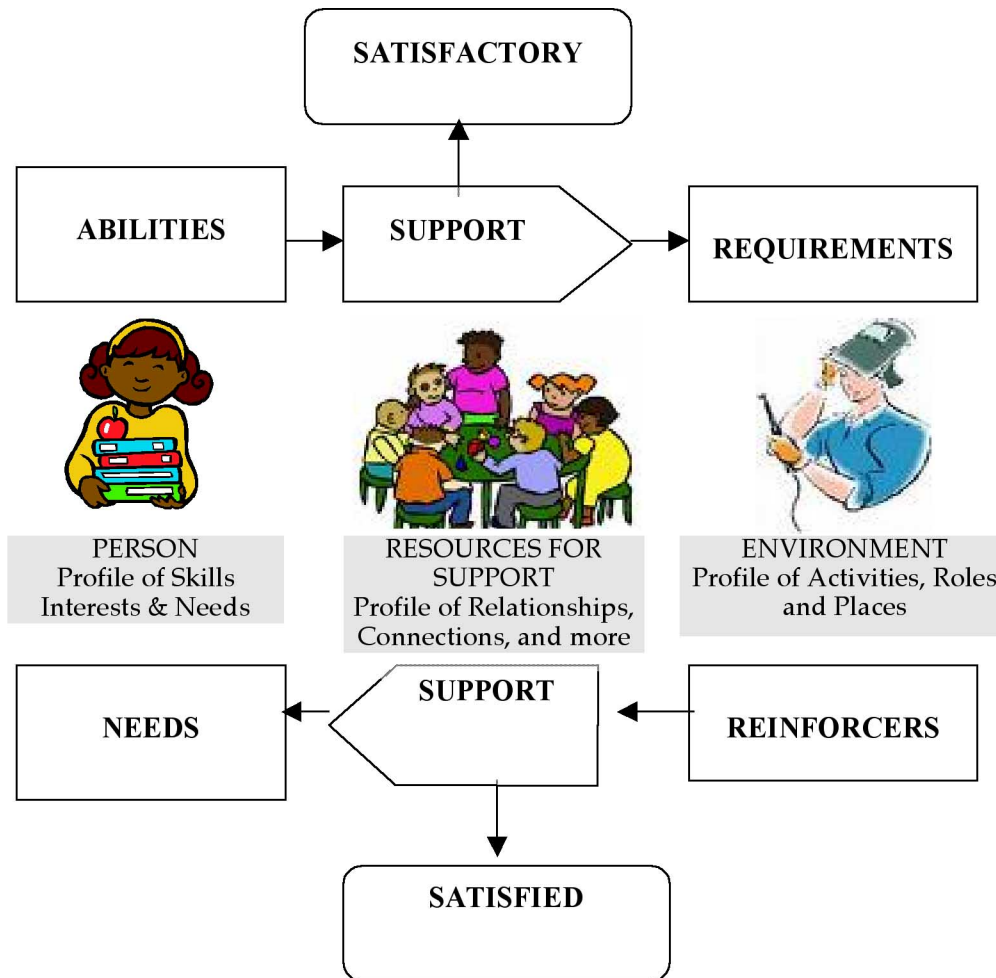 SATISFACTORY
ABILITIES
SUPPORT
REQUIREMENTS
PERSON
Profile of Skills
Interests & Needs
RESOURCES FOR
SUPPORT
Profile of Relationships,
Connections, and more
ENVIRONMENT
Profile of Activities, Roles
and Places
NEEDS
SUPPORT
REINFORCERS
SATISFIED